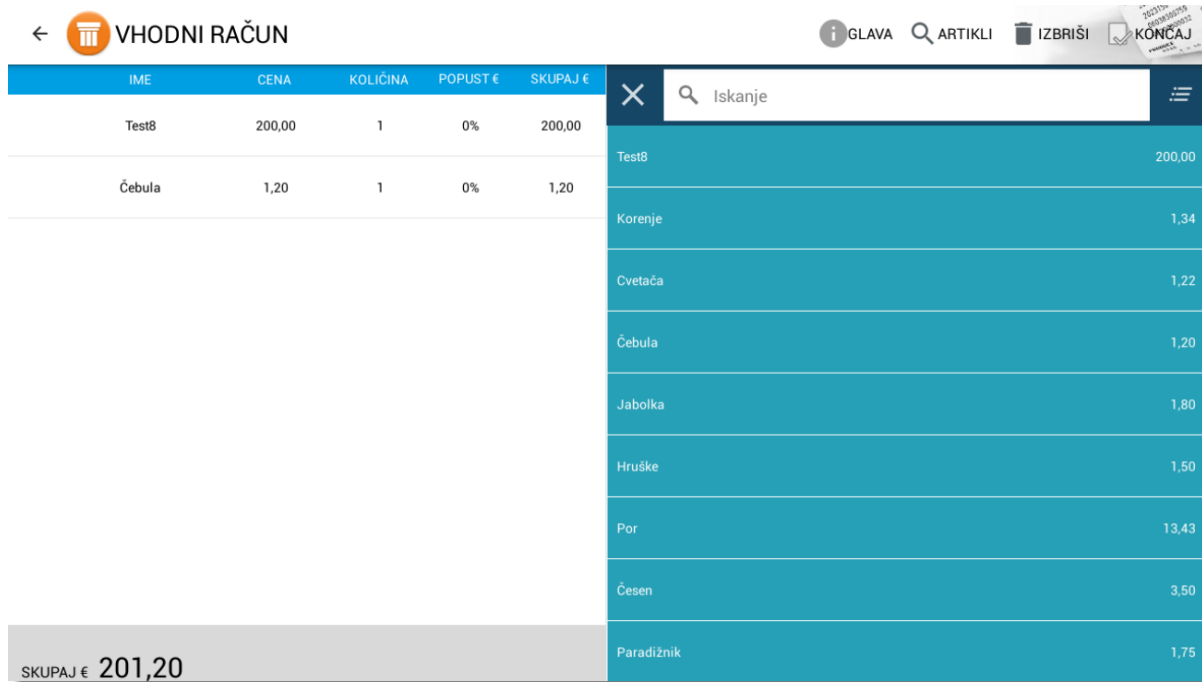 VHODNI RAČUN
GLAVA ARTIKLI IZBRIŠI KONČAJ
IME CENA KOLIČINA POPUST € SKUPAJ €
Test8 200,00 1 0% 200,00
Čebula 1,20 1 0% 1,20
SKUPAJ € 201,20
Iskanje
Test8 200,00
Korenje 1,34
Cvetača 1,22
Čebula 1,20
Jabolka 1,80
Hruške 1,50
Por 13,43
Česen 3,50
Paradižnik 1,75